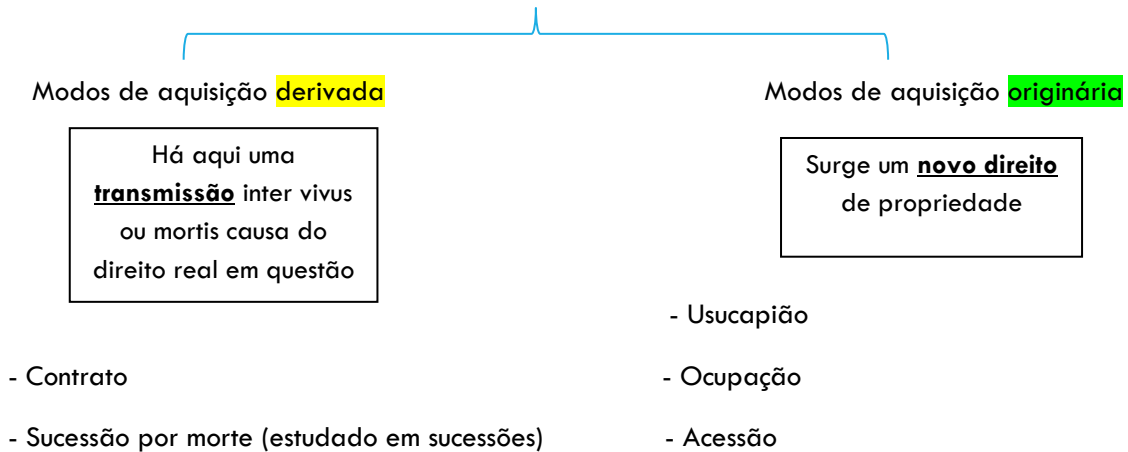 Modos de aquisição derivada
Há aqui uma
transmissão inter vivus
ou mortis causa do
direito real em questão
- Contrato
- Sucessão por morte (estudado em sucessões)
Modos de aquisição originária
Surge um novo direito
de propriedade
- Usucapião
- Ocupação
- Acessão